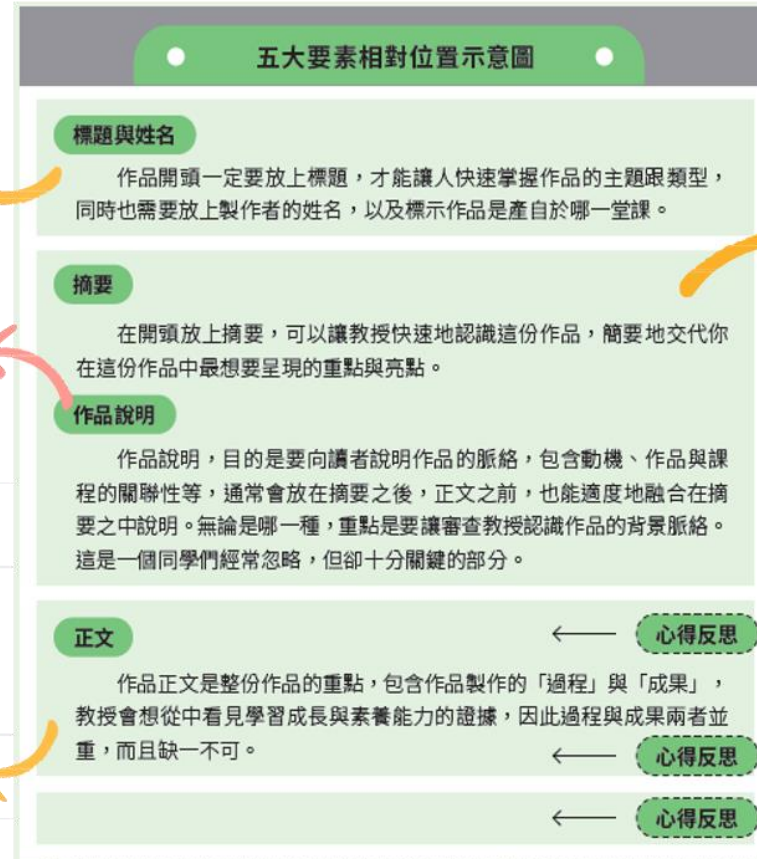 五大要素相對位置示意圖
標題與姓名
作品開頭一定要放上標題，才能讓人快速掌握作品的主題跟類型，
同時也需要放上製作者的姓名，以及標示作品是產自於哪一堂課。
摘要
在開頭放上摘要，可以讓教授快速地認識這份作品，簡要地交代你
在這份作品中最想要呈現的重點與亮點。
作品說明
作品說明，目的是要向讀者說明作品的脈絡，包含動機、作品與課
程的關聯性等，通常會放在摘要之後，正文之前，也能適度地融合在摘
要之中說明。無論是哪一種，重點是要讓審查教授認識作品的背景脈絡。
這是一個同學們經常忽略，但卻十分關鍵的部分。
正文
心得反思
作品正文是整份作品的重點，包含作品製作的「過程」與「成果」，
教授會想從中看見學習成長與素養能力的證據，因此過程與成果兩者並
重，而且缺一不可。
心得反思
心得反思